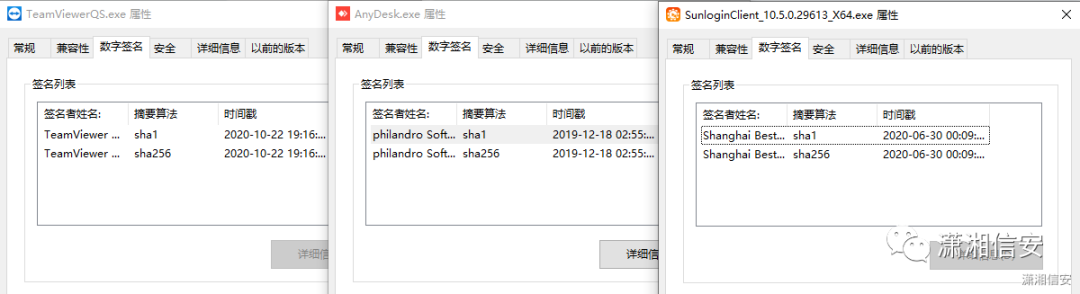 TeamViewerQS.exe 属性
常规 兼容性 数字签名 安全 详细信息 以前的版本
签名列表
签名者姓名: 摘要算法 时间戳
TeamViewer ... sha1 2020-10-22 19:16:...
TeamViewer ... sha256 2020-10-22 19:16:...
详细信
AnyDesk.exe 属性
常规 兼容性 数字签名 安全 详细信息 以前的版本
签名列表
签名者姓名: 摘要算法 时间戳
philandro Soft... sha1 2019-12-18 02:55:...
philandro Soft... sha256 2019-12-18 02:55:...
详细信
SunloginClient_10.5.0.29613_X64.exe 属性
常规 兼容性 数字签名 安全 详细信息 以前的版本
签名列表
签名者姓名: 摘要算法 时间戳
Shanghai Best... sha1 2020-06-30 00:09:...
Shanghai Best... sha256 2020-06-30 00:09:...
潇湘信安
潇湘信安